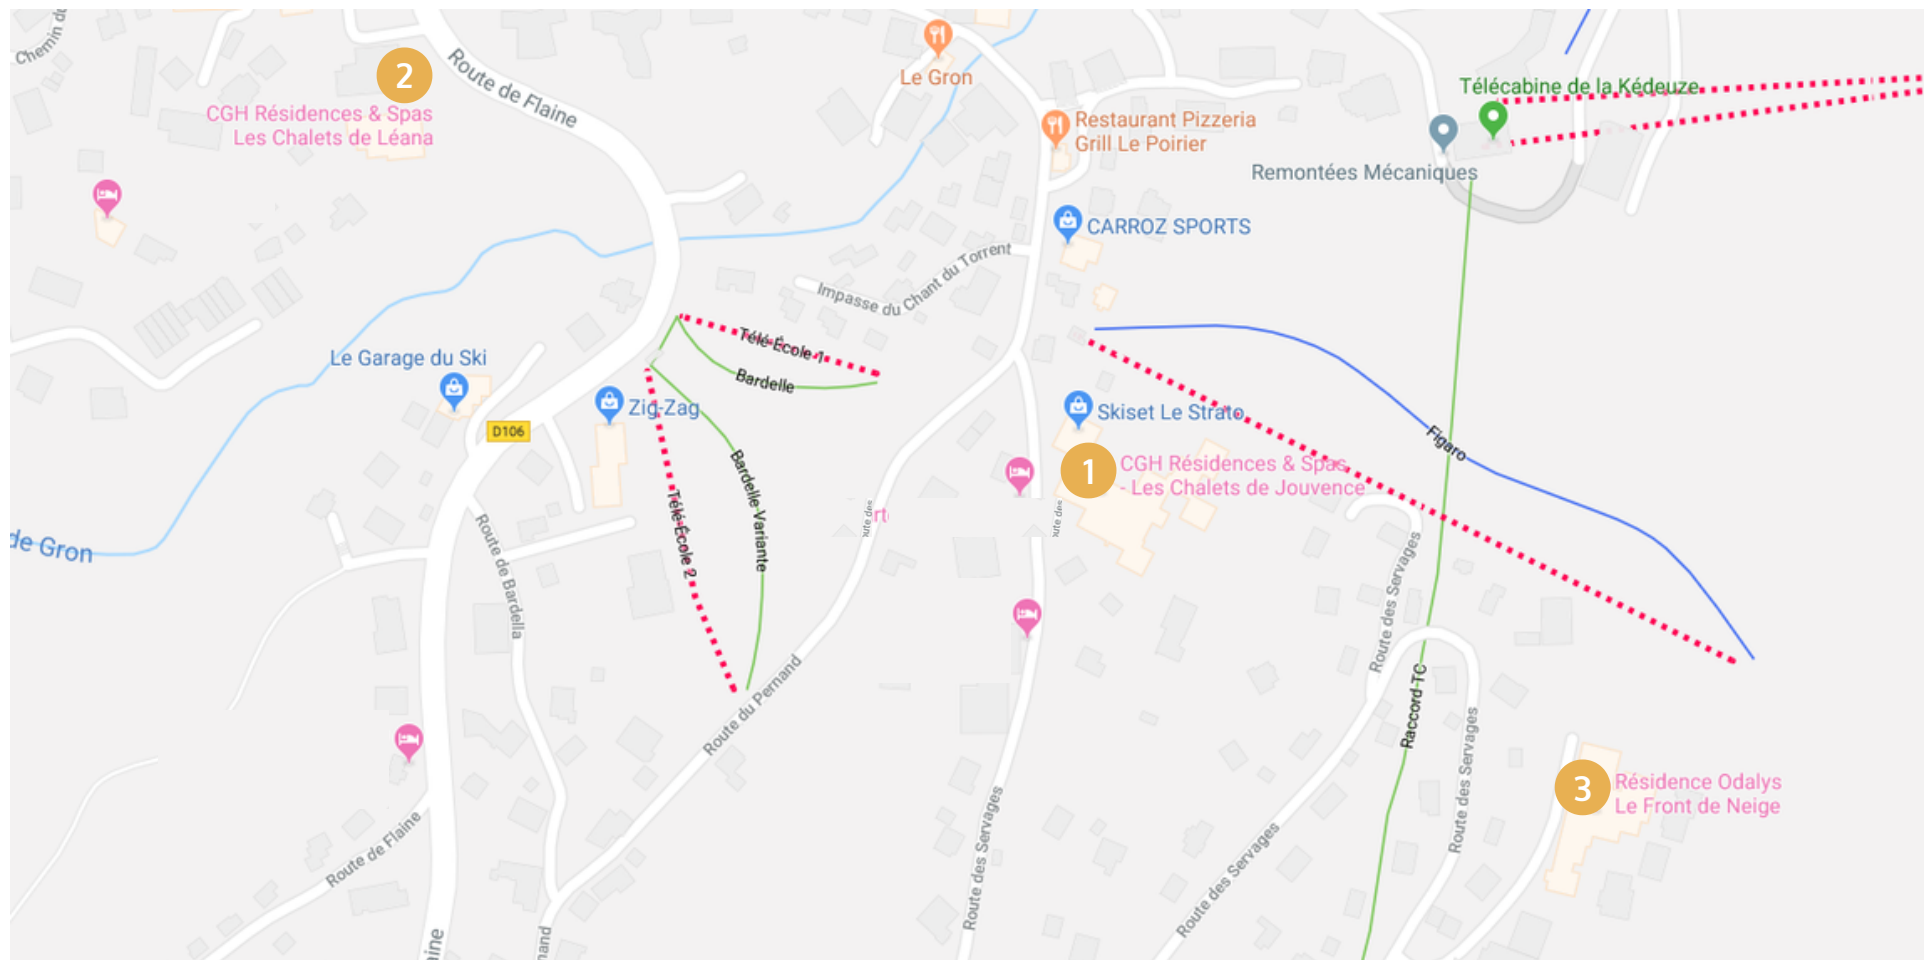 Chemin du
2
Route de Flaine
CGH Résidences & Spas
Les Chalets de Léana
Le Gron
Restaurant Pizzeria
Grill Le Poirier
Télécabine de la Kédeuze
Remontées Mécaniques
CARROZ SPORTS
Impasse du Chant du Torrent
Télé-École 1
Bardelle
Le Garage du Ski
Zig-Zag
D106
Skiset Le Strato
Figaro
1
CGH Résidences & Spas
- Les Chalets de Jouvence
Bardelle Variante
Télé-École 2
de Gron
Route de Bardella
Route des Servages
Route du Pernand
Raccord TC
Route des Servages
3
Résidence Odalys
Le Front de Neige
Route de Flaine
Route des Servages
Route des Servages
aine
nand